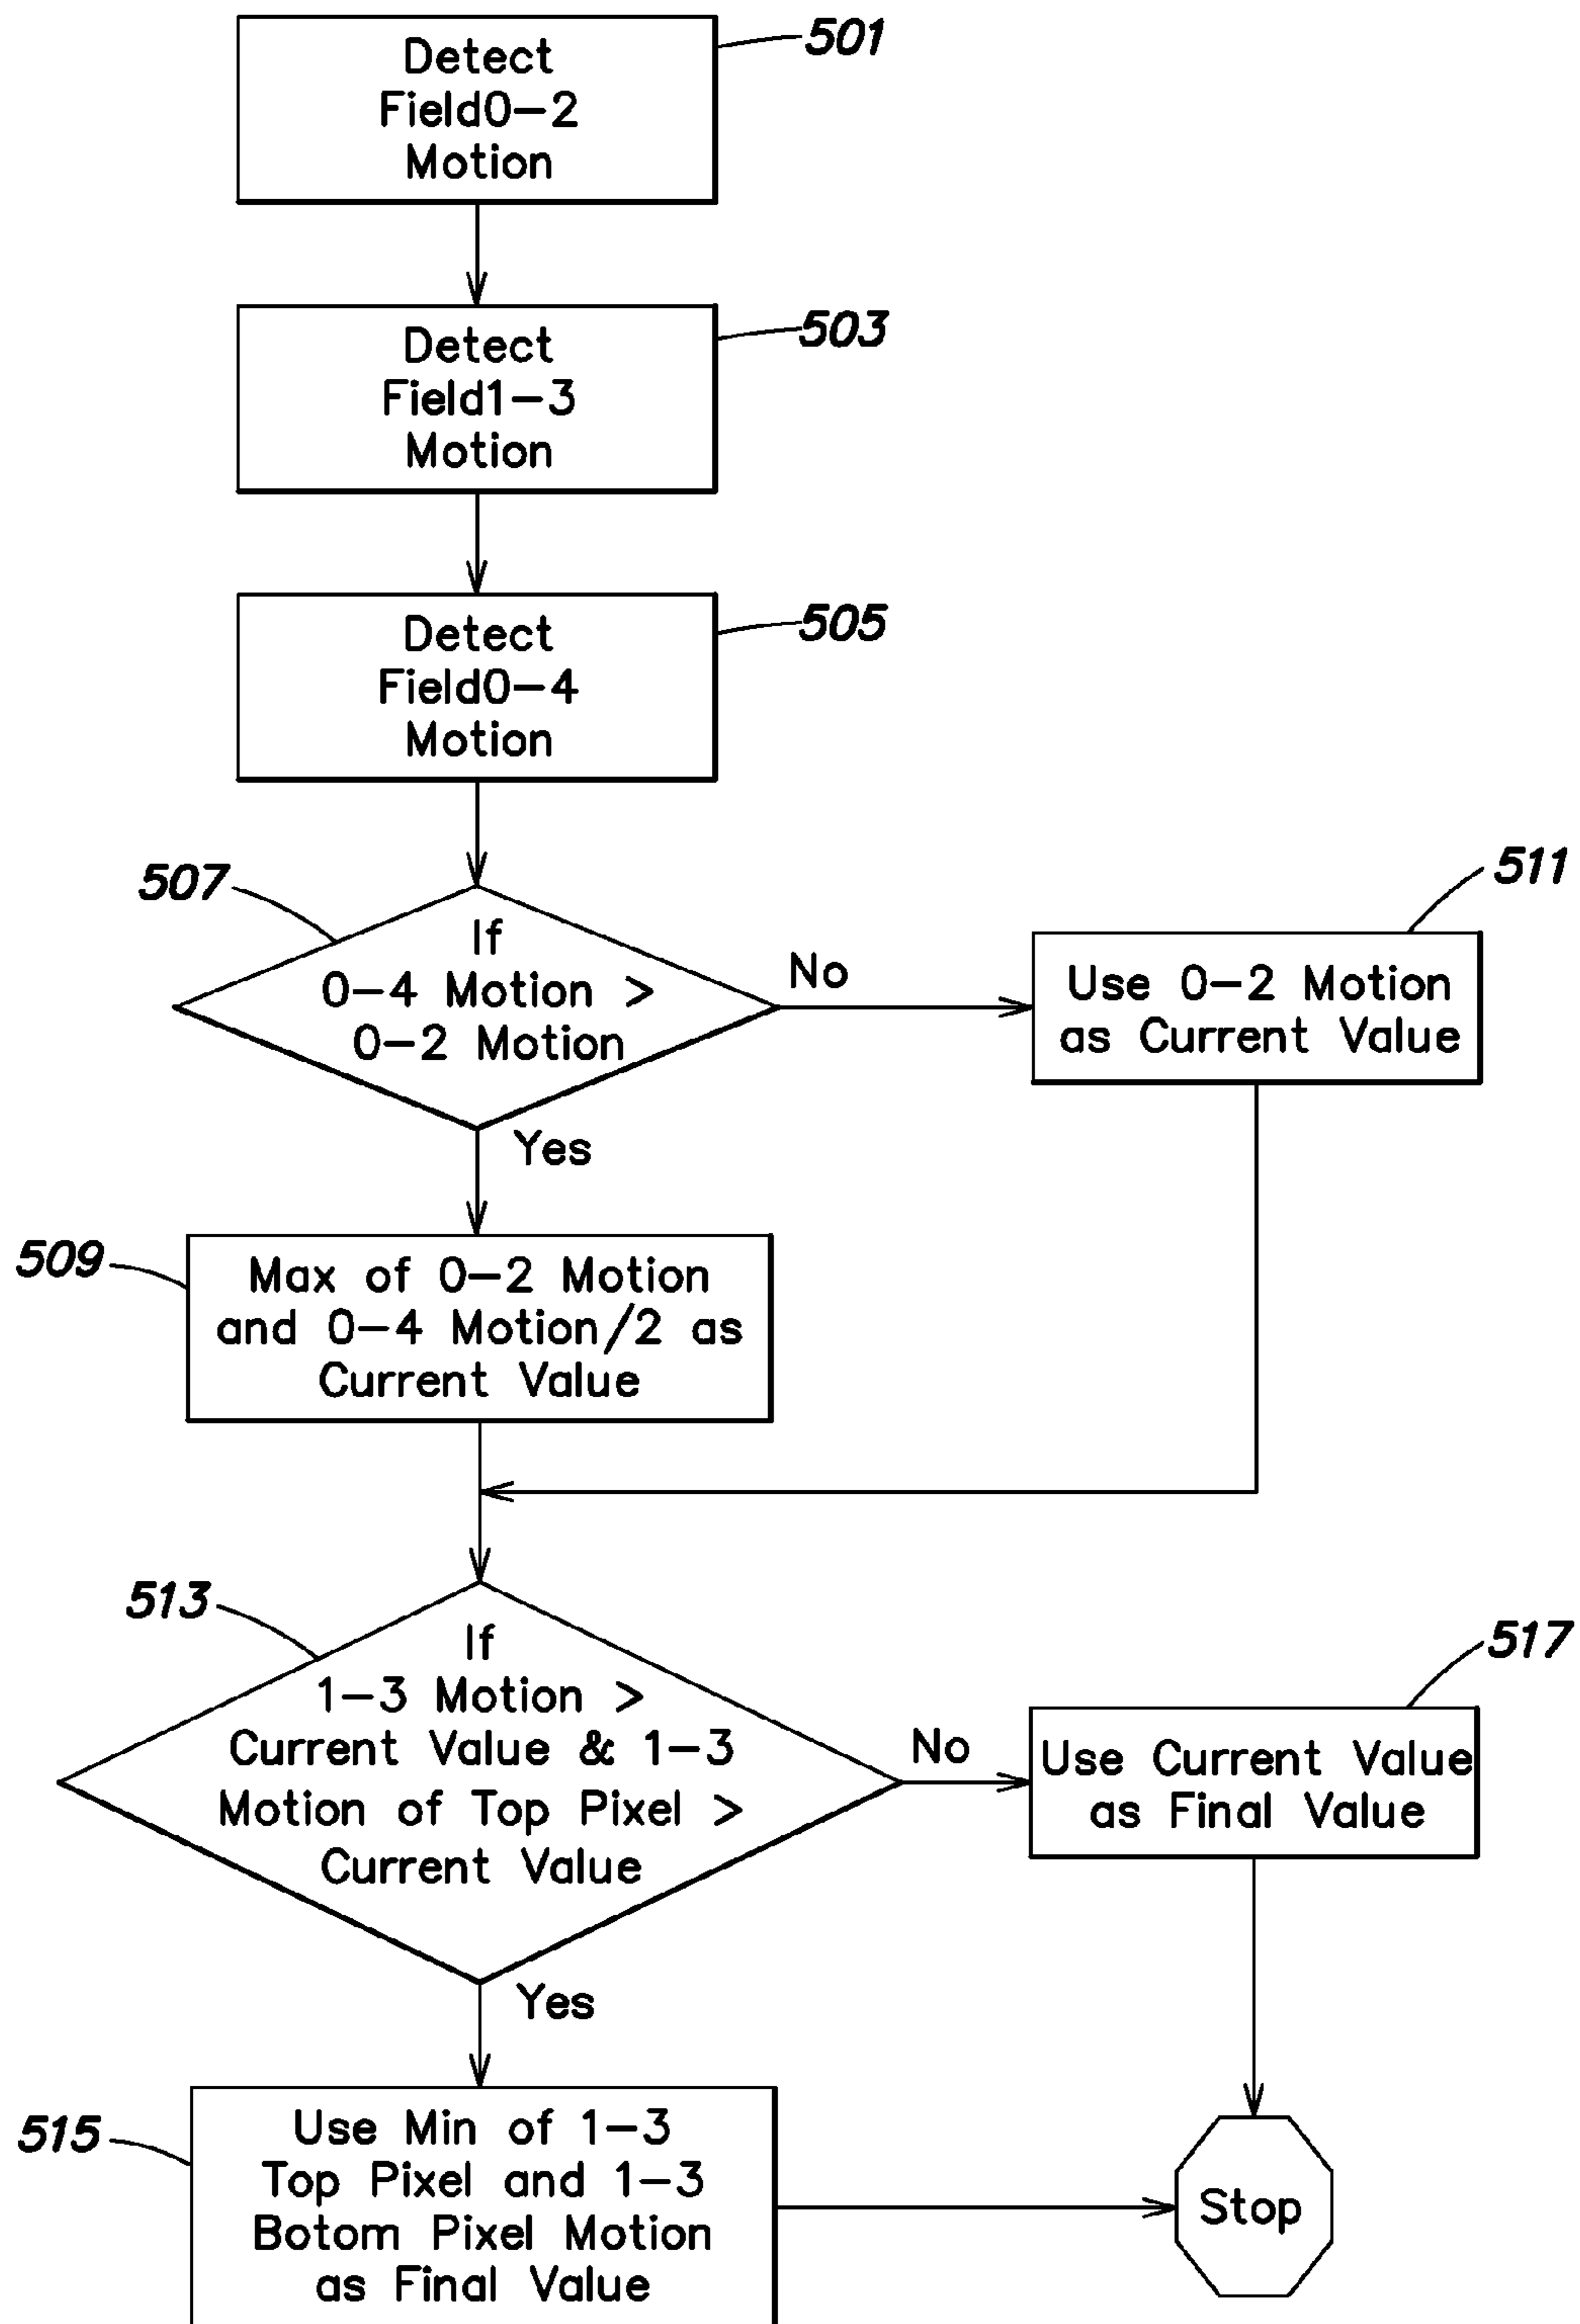 501
Detect
Field0-2
Motion
503
Detect
Field1-3
Motion
505
Detect
Field0-4
Motion
507
If
0-4 Motion >
0-2 Motion
No
511
Use 0-2 Motion
as Current Value
Yes
509
Max of 0-2 Motion
and 0-4 Motion/2 as
Current Value
513
If
1-3 Motion >
Current Value & 1-3
Motion of Top Pixel >
Current Value
No
517
Use Current Value
as Final Value
Yes
515
Use Min of 1-3
Top Pixel and 1-3
Botom Pixel Motion
as Final Value
Stop